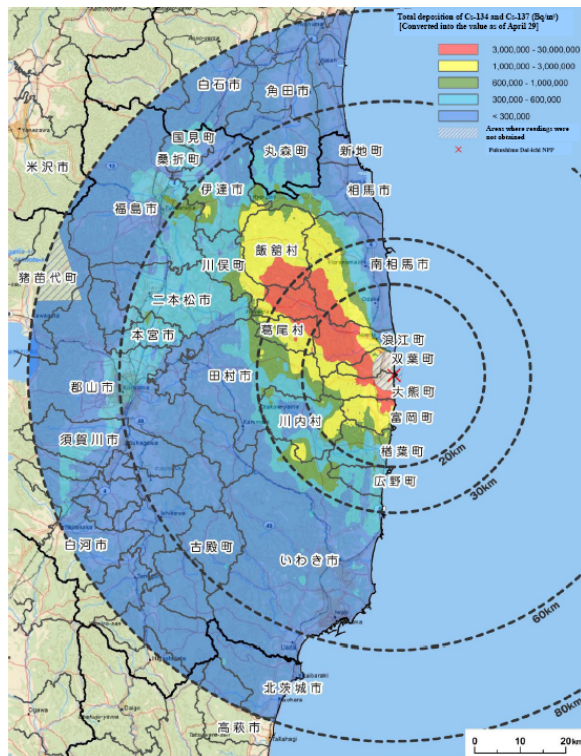 Total deposition of Cs-134 and Cs-137 (Bq/m²)
[Converted into the value as of April 29]
3,000,000 - 30,000,000
1,000,000 - 3,000,000
600,000 - 1,000,000
300,000 - 600,000
< 300,000
Areas where readings were
not obtained
Fukushima Dai-ichi NPP
白石市
角田市
国見町
丸森町
新地町
桑折町
米沢市
伊達市
相馬市
福島市
飯舘村
川俣町
南相馬市
猪苗代町
二本松市
葛尾村
浪江町
本宮市
双葉町
田村市
郡山市
大熊町
川内村
富岡町
須賀川市
楢葉町
20km
広野町
30km
白河市
古殿町
いわき市
60km
北茨城市
80km
高萩市
0 10 20km